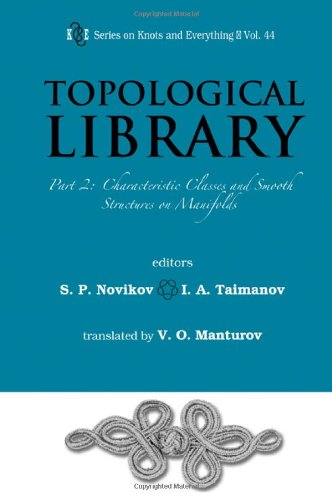 K E Series on Knots and Everything Vol. 44
TOPOLOGICAL
LIBRARY
Part 2: Characteristic Classes and Smooth
Structures on Manifolds
editors
S. P. Novikov I. A. Taimanov
translated by V. O. Manturov